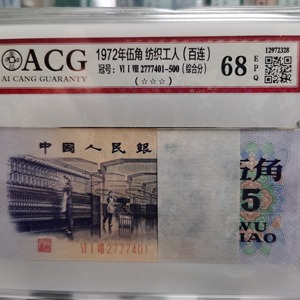 ACG
AI CANG GUARANTY
1972年伍角 纺织工人（百连）
冠号：VI I VIII 2777401-500（综合分）
（☆☆☆）
68
EPQ
12972328
中國人民銀
伍角
5
WU
JIAO
VI I VIII 2777401